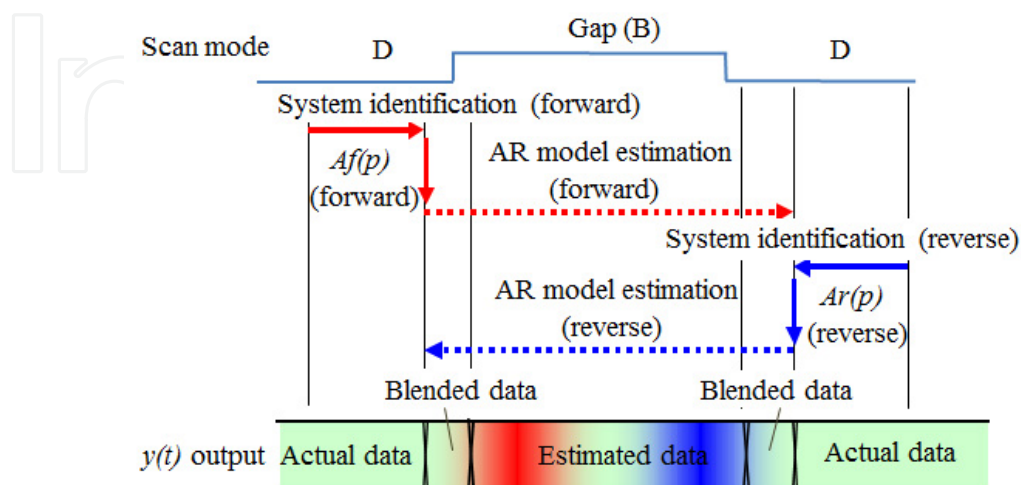 Gap (B)
Scan mode
D
D
System identification (forward)
Af(p)
(forward)
AR model estimation
(forward)
System identification (reverse)
AR model estimation
(reverse)
Ar(p)
(reverse)
Blended data
Blended data
y(t) output
Actual data
Estimated data
Actual data